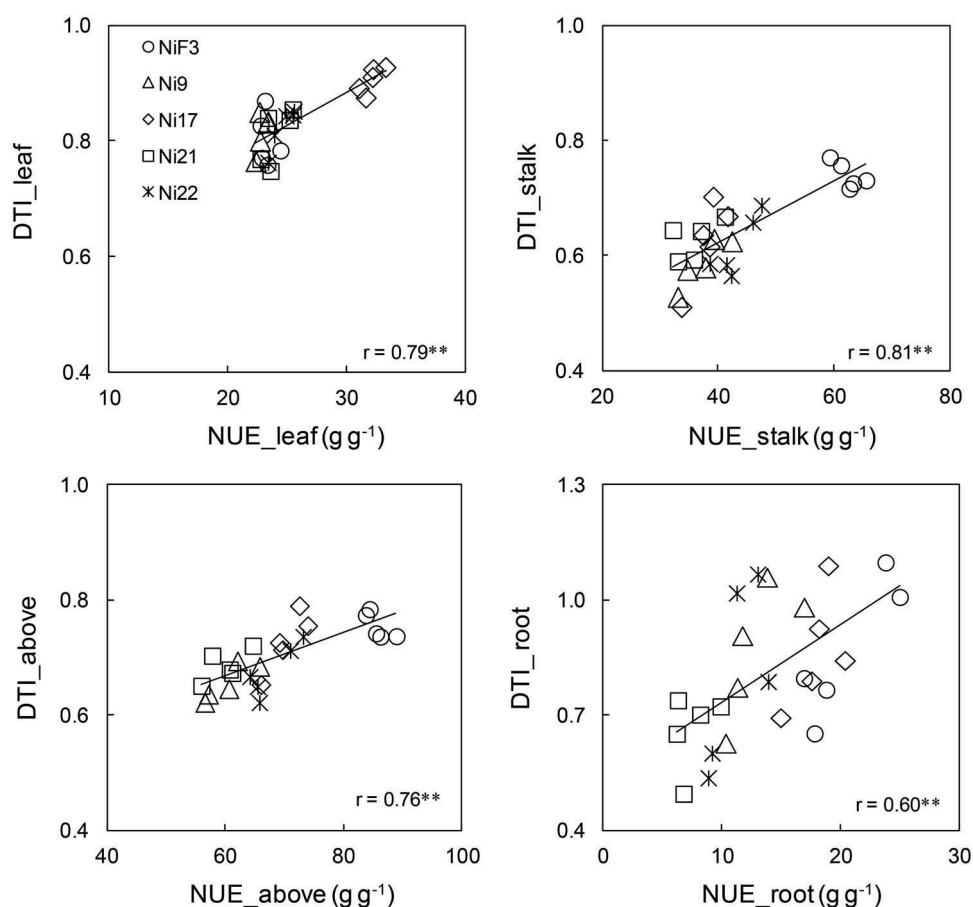 1.0
NiF3
Ni9
Ni17
Ni21
Ni22
0.8
0.6
0.4
DTI_leaf
r = 0.79**
10 20 30 40
NUE_leaf (g g⁻¹)
1.0
0.8
0.6
0.4
DTI_stalk
r = 0.81**
20 40 60 80
NUE_stalk (g g⁻¹)
1.0
0.8
0.6
0.4
DTI_above
r = 0.76**
40 60 80 100
NUE_above (g g⁻¹)
1.3
1.0
0.7
0.4
DTI_root
r = 0.60**
0 10 20 30
NUE_root (g g⁻¹)